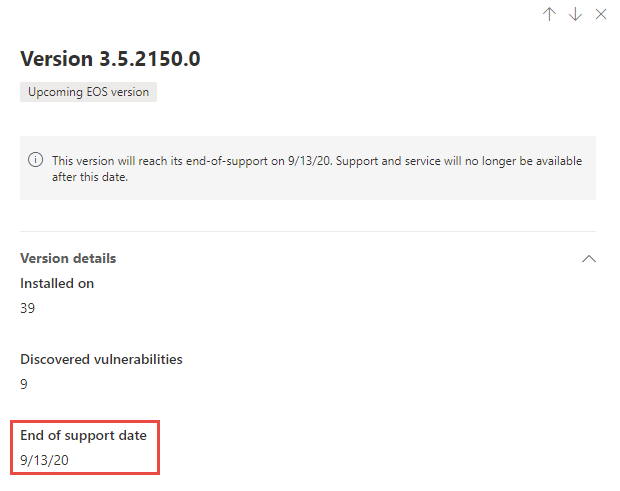 Version 3.5.2150.0
Upcoming EOS version
This version will reach its end-of-support on 9/13/20. Support and service will no longer be available
after this date.
Version details
Installed on
39
Discovered vulnerabilities
9
End of support date
9/13/20